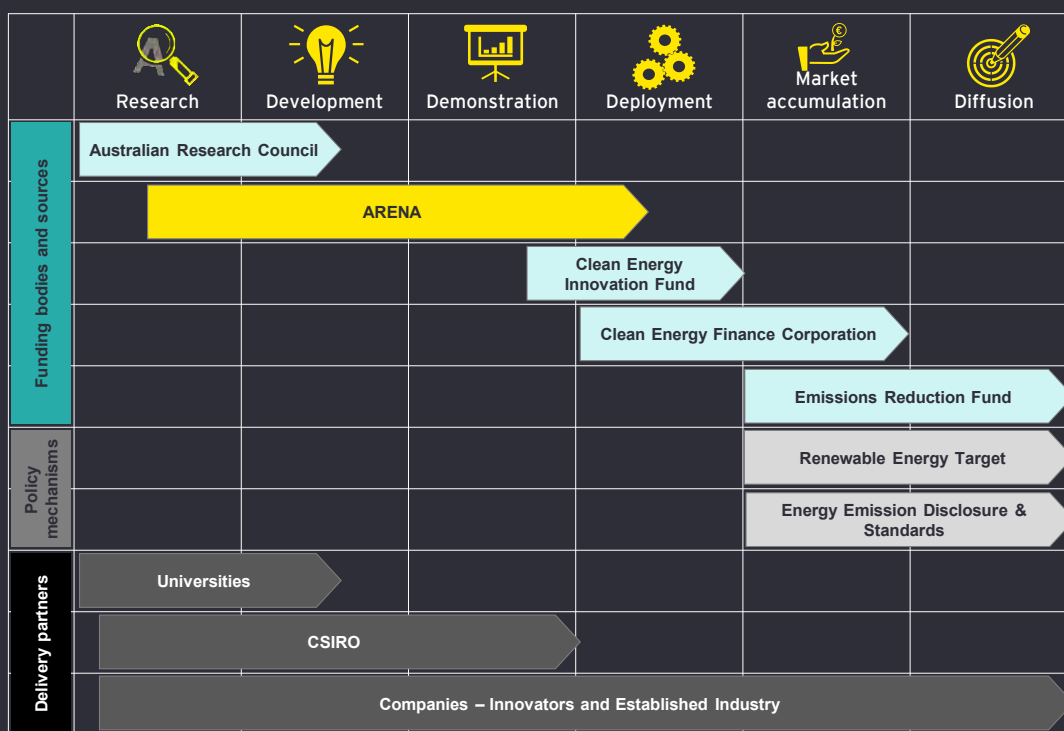 Research
Development
Demonstration
Deployment
Market
accumulation
Diffusion
Funding bodies and sources
Australian Research Council
ARENA
Clean Energy
Innovation Fund
Clean Energy Finance Corporation
Emissions Reduction Fund
Policy
mechanisms
Renewable Energy Target
Energy Emission Disclosure &
Standards
Delivery partners
Universities
CSIRO
Companies – Innovators and Established Industry